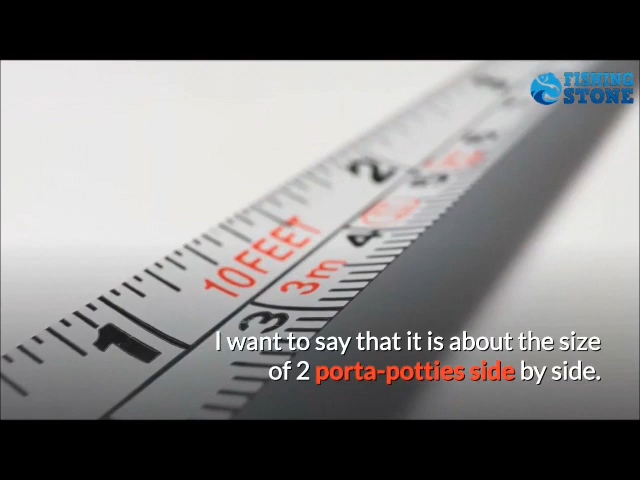 FISHING
STONE
2
10FEET
3m
4
5
1
3
I want to say that it is about the size
of 2 porta-potties side by side.